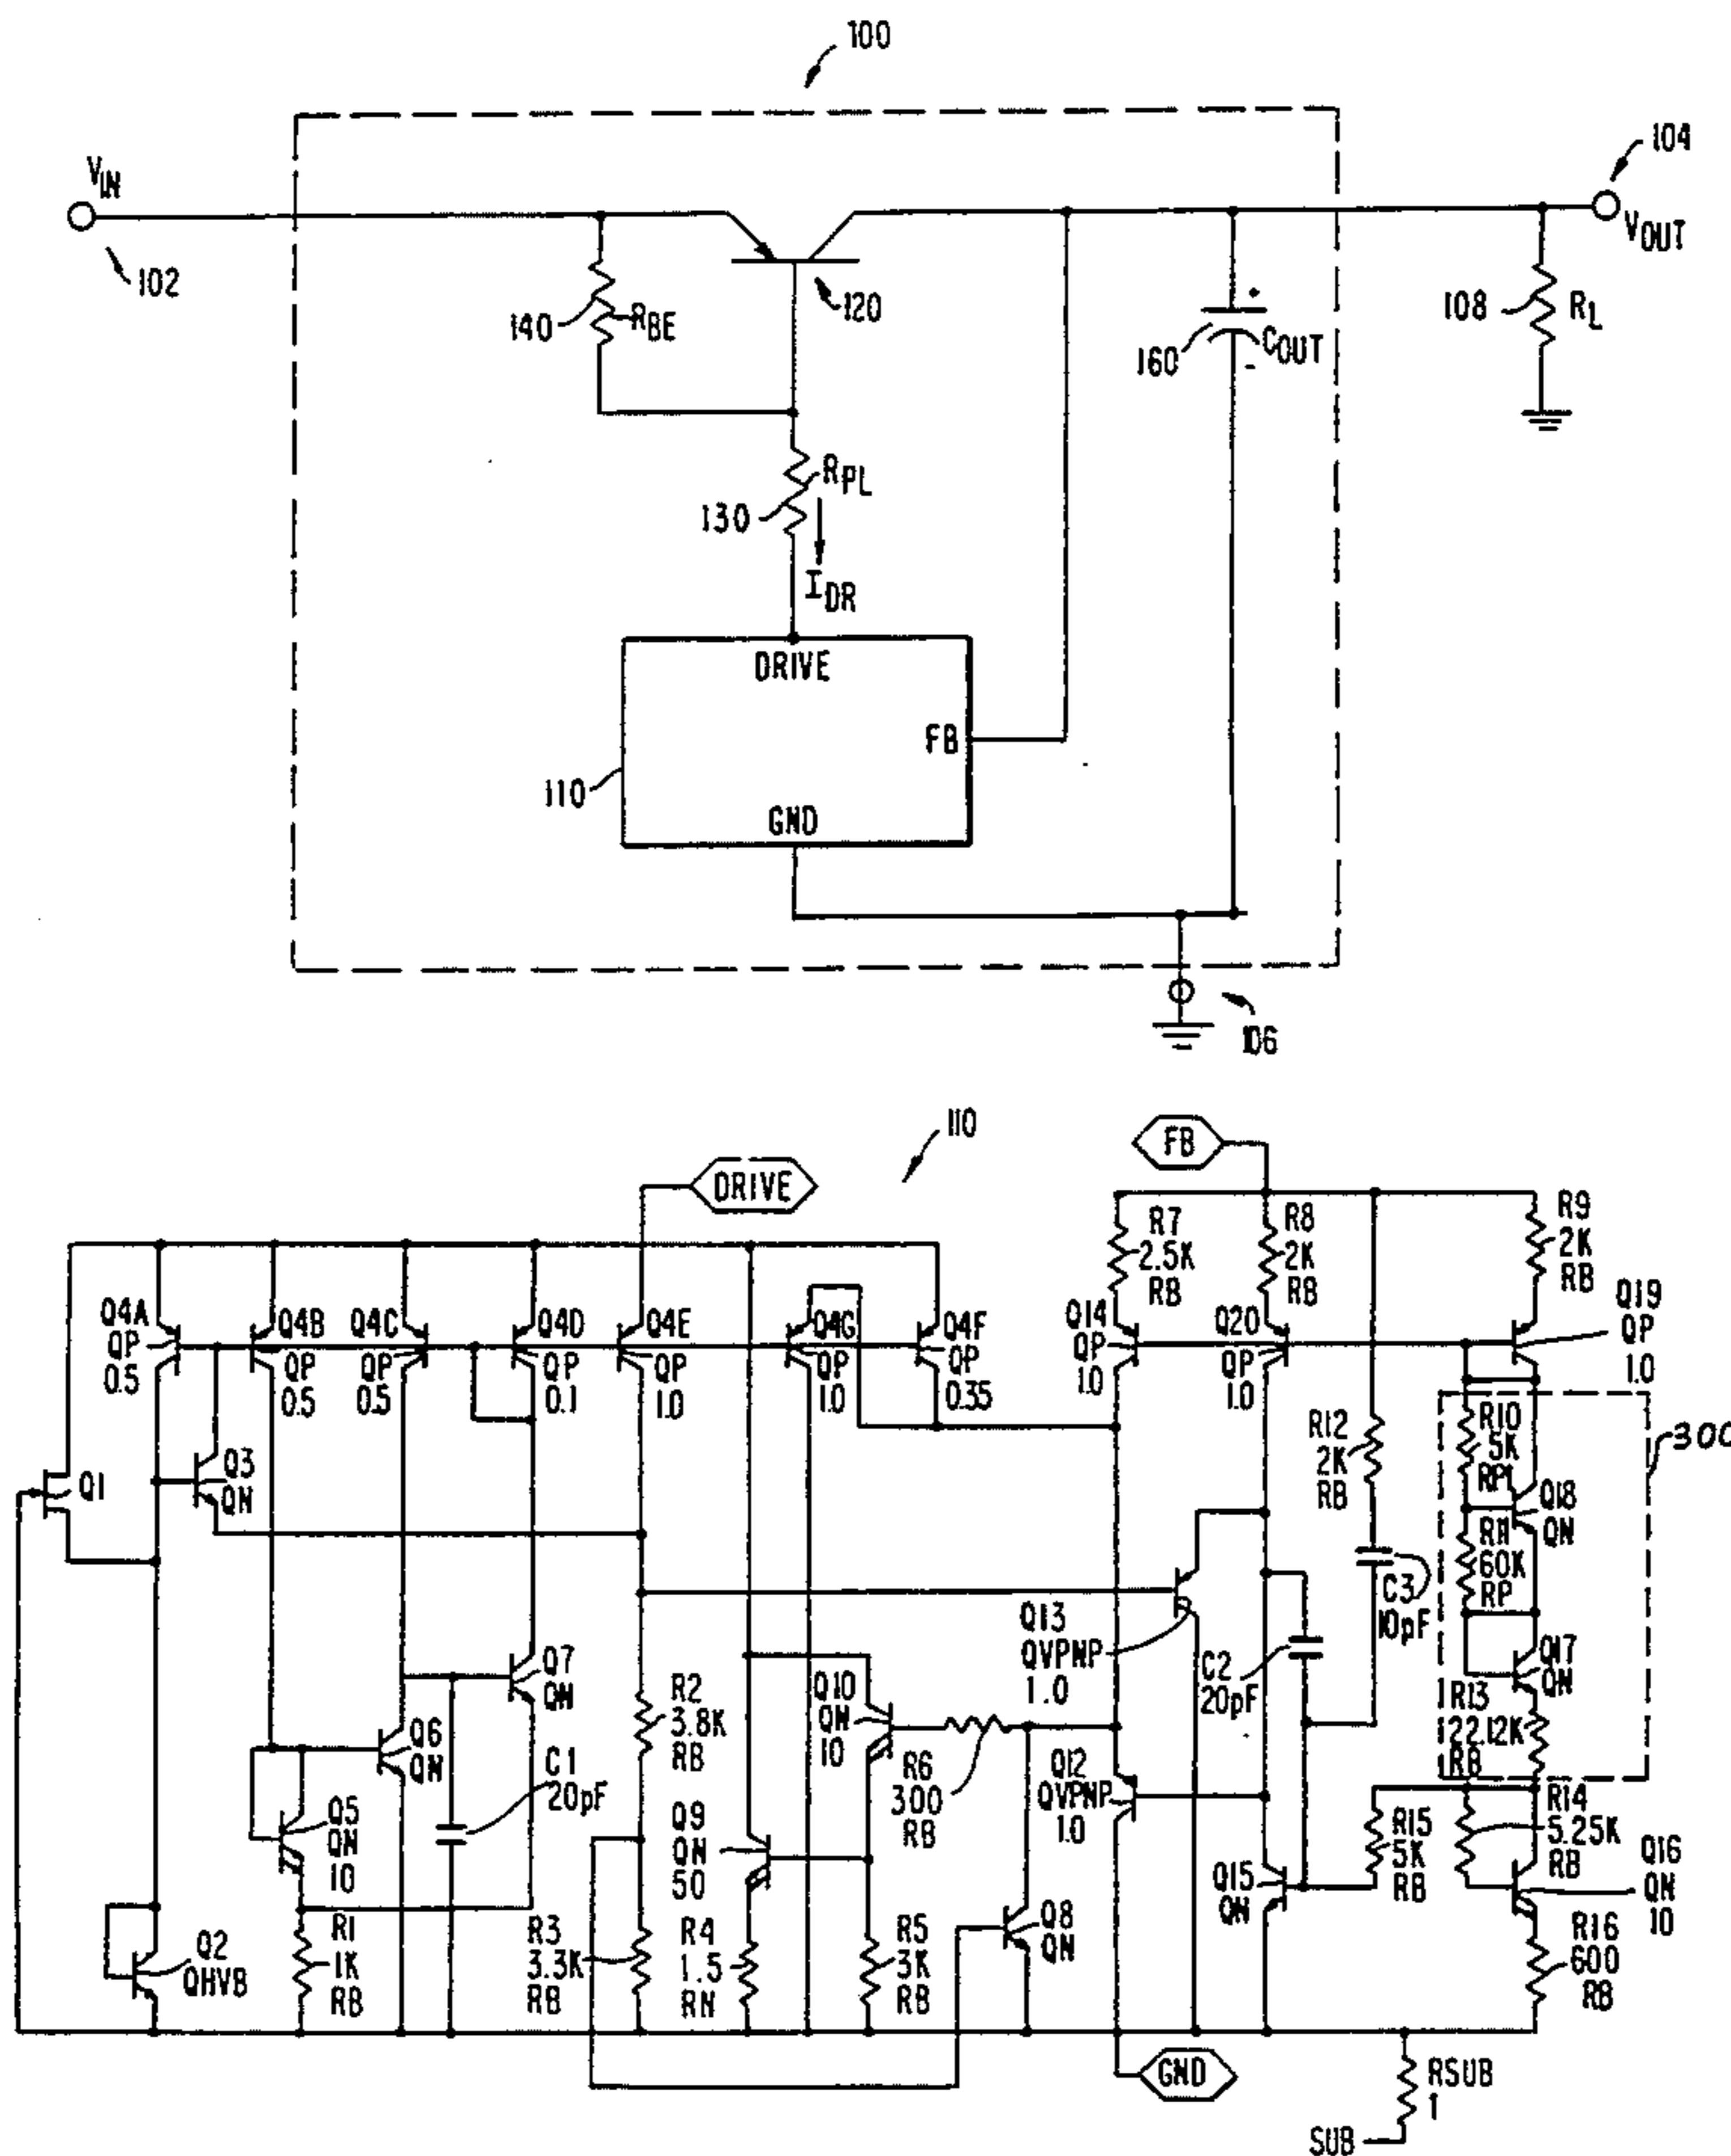 100
V_IN
102
104
V_OUT
140
R_BE
120
160
C_OUT
+
-
108
R_L
R_PL
130
I_DR
DRIVE
FB
110
GND
106
110
DRIVE
FB
R7
2.5K
RB
R8
2K
RB
R9
2K
RB
Q4A
QP
0.5
Q4B
QP
0.5
Q4C
QP
0.5
Q4D
QP
0.1
Q4E
QP
1.0
Q4G
QP
1.0
Q4F
QP
0.35
Q14
QP
1.0
Q20
QP
1.0
Q19
QP
1.0
R12
2K
RB
R10
5K
RP
300
Q1
Q3
QN
Q18
QN
R11
60K
RP
C3
10pF
Q13
QVPNP
1.0
C2
20pF
Q17
QN
R13
22.12K
RB
Q7
QN
Q6
QN
C1
20pF
R2
3.8K
RB
Q10
QN
10
R6
300
RB
Q12
QVPNP
1.0
Q5
QN
10
Q9
QN
50
R14
5.25K
RB
R15
5K
RB
Q15
QN
Q16
QN
10
Q2
QHVB
R1
1K
RB
R3
3.3K
RB
R4
1.5
RN
R5
3K
RB
Q8
QN
R16
600
RB
GND
RSUB
1
SUB